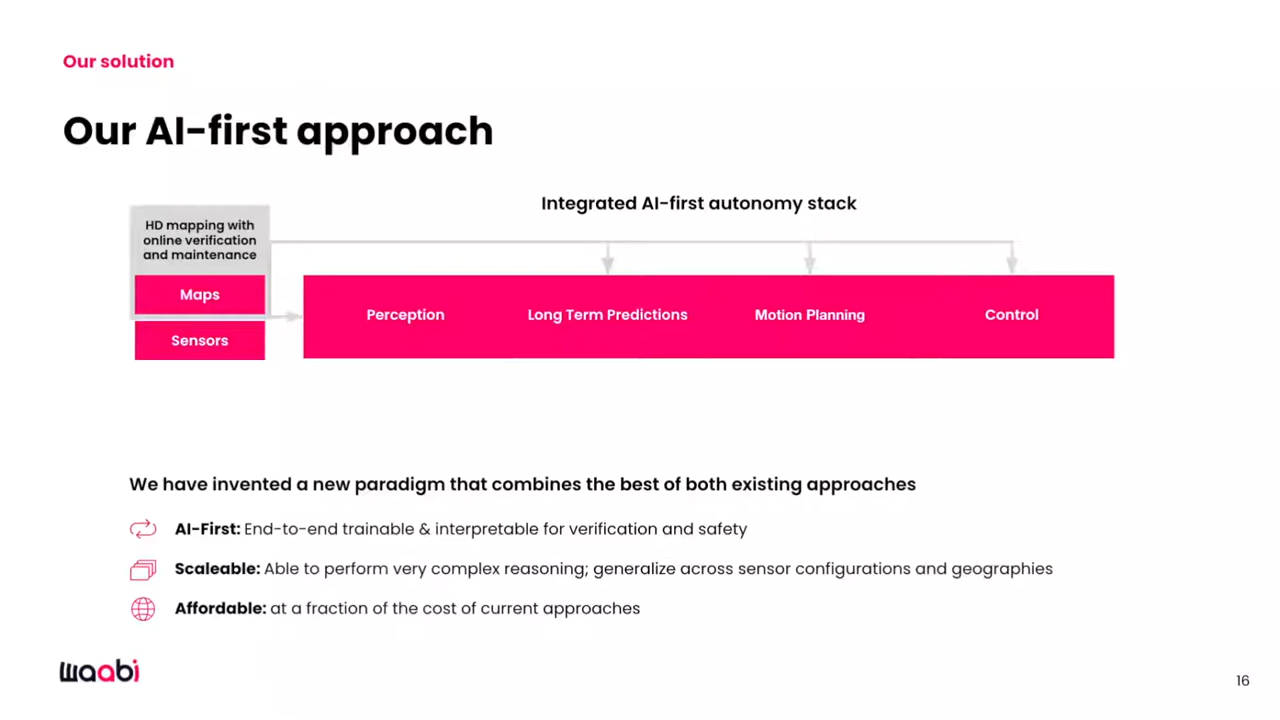 Our solution
Our AI-first approach
Integrated AI-first autonomy stack
HD mapping with
online verification
and maintenance
Maps
Sensors
Perception
Long Term Predictions
Motion Planning
Control
We have invented a new paradigm that combines the best of both existing approaches
AI-First: End-to-end trainable & interpretable for verification and safety
Scaleable: Able to perform very complex reasoning; generalize across sensor configurations and geographies
Affordable: at a fraction of the cost of current approaches
waabi
16